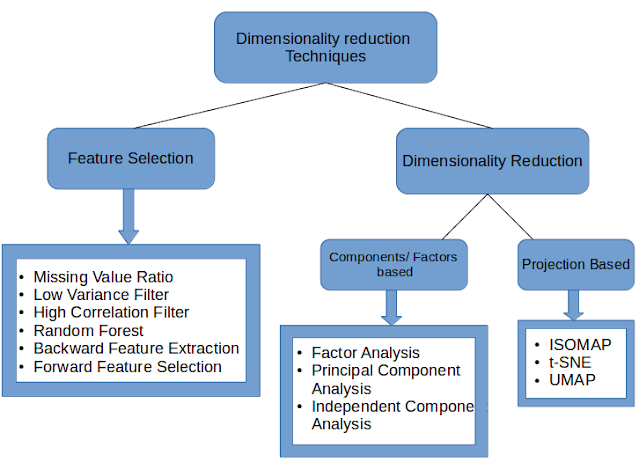 Dimensionality reduction
Techniques
Feature Selection
Dimensionality Reduction
Components/ Factors
based
Projection Based
• Missing Value Ratio
• Low Variance Filter
• High Correlation Filter
• Random Forest
• Backward Feature Extraction
• Forward Feature Selection
• Factor Analysis
• Principal Component
Analysis
• Independent Compone
Analysis
• ISOMAP
• t-SNE
• UMAP